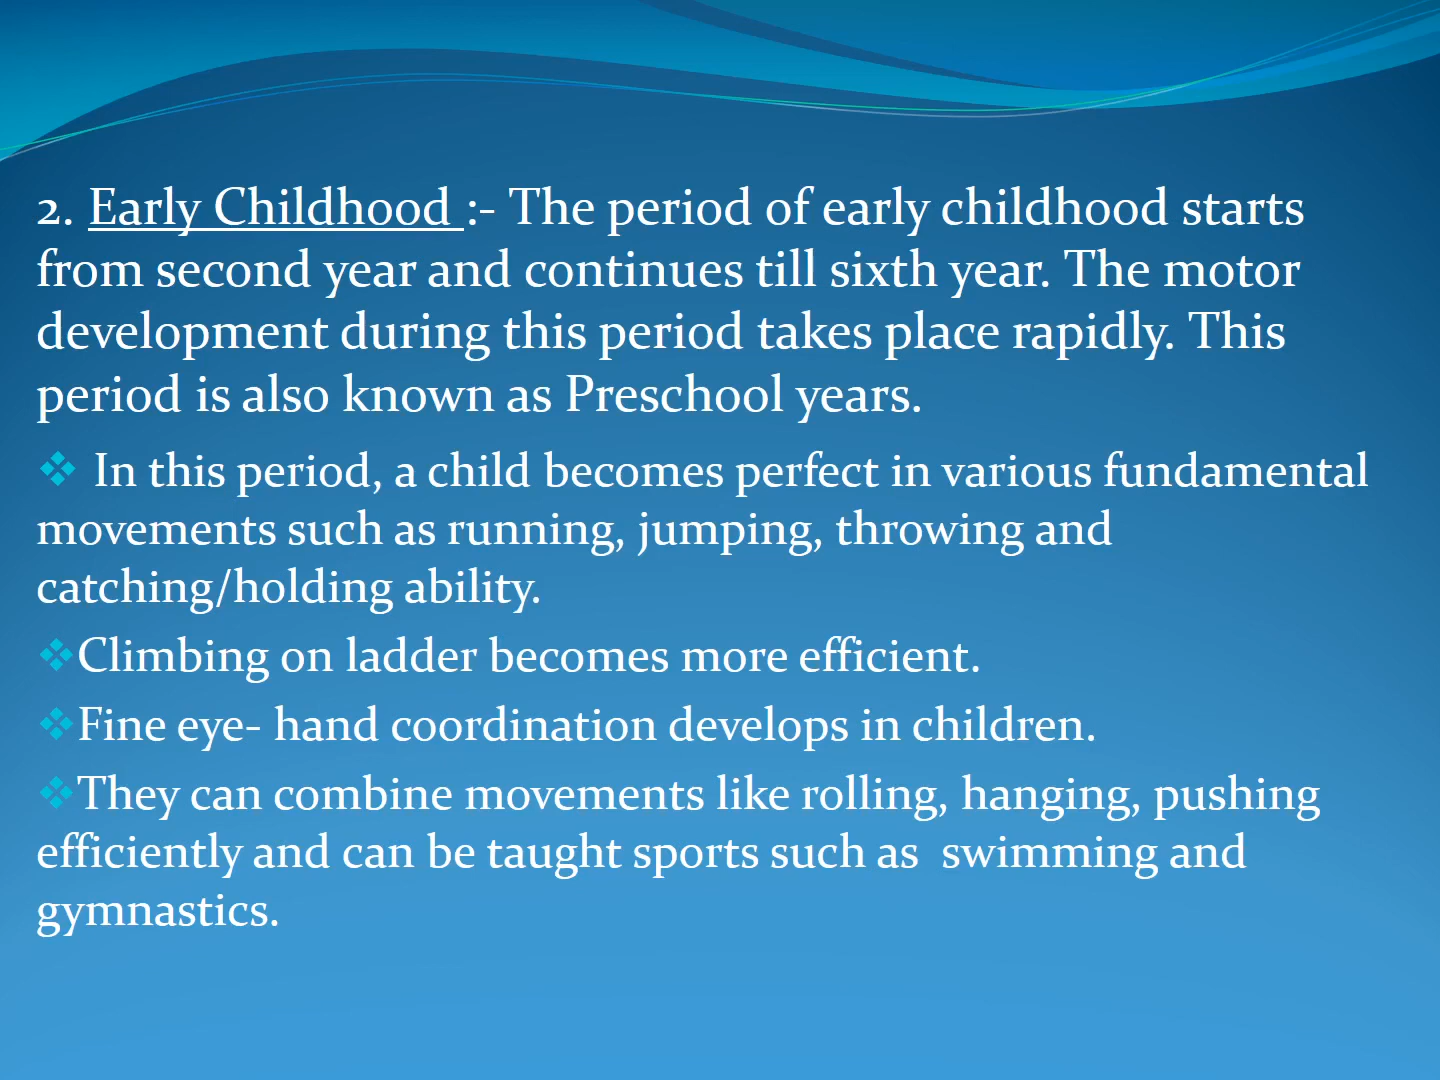 2. Early Childhood :- The period of early childhood starts
from second year and continues till sixth year. The motor
development during this period takes place rapidly. This
period is also known as Preschool years.
❖ In this period, a child becomes perfect in various fundamental
movements such as running, jumping, throwing and
catching/holding ability.
❖Climbing on ladder becomes more efficient.
❖Fine eye- hand coordination develops in children.
❖They can combine movements like rolling, hanging, pushing
efficiently and can be taught sports such as  swimming and
gymnastics.